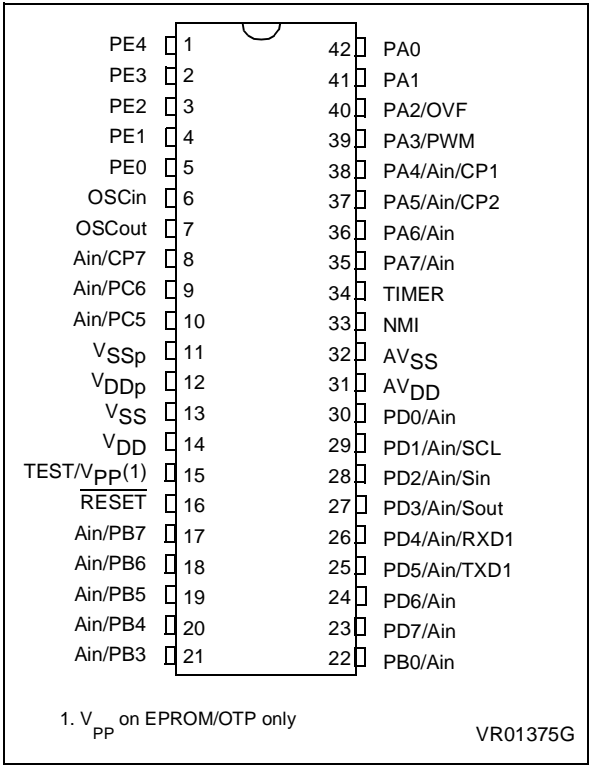 PE4 1 42 PA0
PE3 2 41 PA1
PE2 3 40 PA2/OVF
PE1 4 39 PA3/PWM
PE0 5 38 PA4/Ain/CP1
OSCin 6 37 PA5/Ain/CP2
OSCout 7 36 PA6/Ain
Ain/CP7 8 35 PA7/Ain
Ain/PC6 9 34 TIMER
Ain/PC5 10 33 NMI
VSSp 11 32 AVSS
VDDp 12 31 AVDD
VSS 13 30 PD0/Ain
VDD 14 29 PD1/Ain/SCL
TEST/VPP(1) 15 28 PD2/Ain/Sin
RESET 16 27 PD3/Ain/Sout
Ain/PB7 17 26 PD4/Ain/RXD1
Ain/PB6 18 25 PD5/Ain/TXD1
Ain/PB5 19 24 PD6/Ain
Ain/PB4 20 23 PD7/Ain
Ain/PB3 21 22 PB0/Ain
1. VPP on EPROM/OTP only
VR01375G